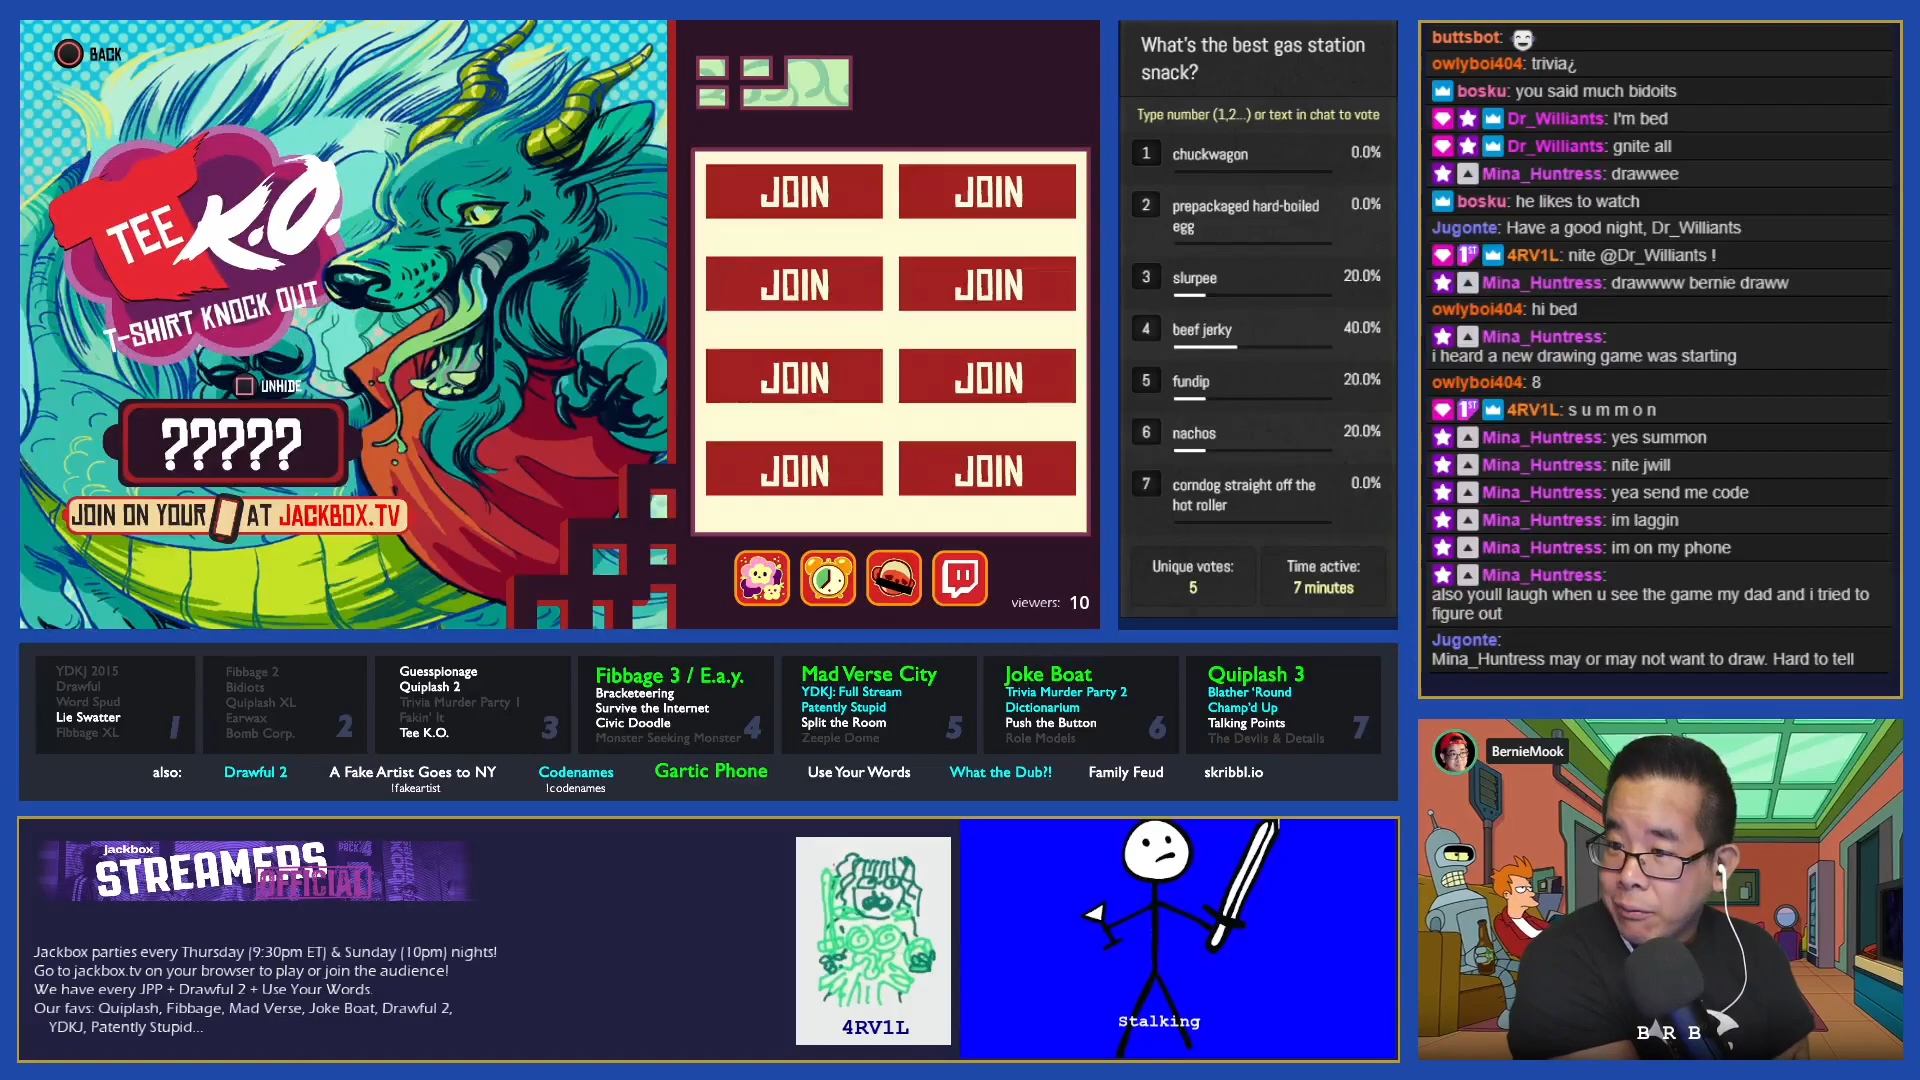 BACK
TEE K.O.
T-SHIRT KNOCK OUT
UNHIDE
?????
JOIN ON YOUR AT JACKBOX.TV
JOIN JOIN
JOIN JOIN
JOIN JOIN
JOIN JOIN
viewers: 10
What's the best gas station
snack?
Type number (1,2...) or text in chat to vote
1 chuckwagon 0.0%
2 prepackaged hard-boiled 0.0%
egg
3 slurpee 20.0%
4 beef jerky 40.0%
5 fundip 20.0%
6 nachos 20.0%
7 corndog straight off the 0.0%
hot roller
Unique votes: Time active:
5 7 minutes
buttsbot:
owlyboi404: trivia¿
bosku: you said much bidoits
Dr_Williants: I'm bed
Dr_Williants: gnite all
Mina_Huntress: drawwee
bosku: he likes to watch
Jugonte: Have a good night, Dr_Williants
1ST 4RV1L: nite @Dr_Williants !
Mina_Huntress: drawwww bernie draww
owlyboi404: hi bed
Mina_Huntress:
i heard a new drawing game was starting
owlyboi404: 8
1ST 4RV1L: s u m m o n
Mina_Huntress: yes summon
Mina_Huntress: nite jwill
Mina_Huntress: yea send me code
Mina_Huntress: im laggin
Mina_Huntress: im on my phone
Mina_Huntress:
also youll laugh when u see the game my dad and i tried to
figure out
Jugonte:
Mina_Huntress may or may not want to draw. Hard to tell
YDKJ 2015
Drawful
Word Spud
Lie Swatter
Fibbage XL
1
Fibbage 2
Bidiots
Quiplash XL
Earwax
Bomb Corp.
2
Guesspionage
Quiplash 2
Trivia Murder Party 1
Fakin' It
Tee K.O.
3
Fibbage 3 / E.a.y.
Bracketeering
Survive the Internet
Civic Doodle
Monster Seeking Monster
4
Mad Verse City
YDKJ: Full Stream
Patently Stupid
Split the Room
Zeeple Dome
5
Joke Boat
Trivia Murder Party 2
Dictionarium
Push the Button
Role Models
6
Quiplash 3
Blather 'Round
Champ'd Up
Talking Points
The Devils & Details
7
also: Drawful 2 A Fake Artist Goes to NY Codenames Gartic Phone Use Your Words What the Dub?! Family Feud skribbl.io
!fakeartist !codenames
jackbox
STREAMERS
OFFICIAL
Jackbox parties every Thursday (9:30pm ET) & Sunday (10pm) nights!
Go to jackbox.tv on your browser to play or join the audience!
We have every JPP + Drawful 2 + Use Your Words.
Our favs: Quiplash, Fibbage, Mad Verse, Joke Boat, Drawful 2,
YDKJ, Patently Stupid...
4RV1L
Stalking
BernieMook
B R B